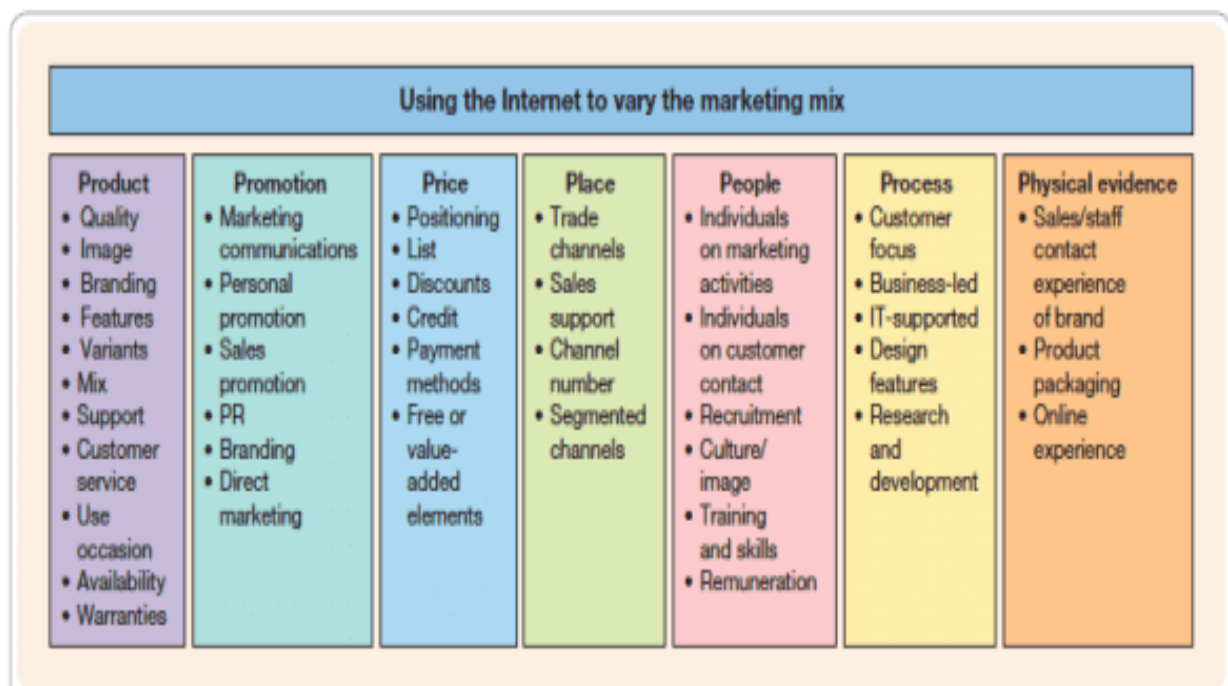 Using the Internet to vary the marketing mix
Product
• Quality
• Image
• Branding
• Features
• Variants
• Mix
• Support
• Customer
service
• Use
occasion
• Availability
• Warranties
Promotion
• Marketing
communications
• Personal
promotion
• Sales
promotion
• PR
• Branding
• Direct
marketing
Price
• Positioning
• List
• Discounts
• Credit
• Payment
methods
• Free or
value-
added
elements
Place
• Trade
channels
• Sales
support
• Channel
number
• Segmented
channels
People
• Individuals
on marketing
activities
• Individuals
on customer
contact
• Recruitment
• Culture/
image
• Training
and skills
• Remuneration
Process
• Customer
focus
• Business-led
• IT-supported
• Design
features
• Research
and
development
Physical evidence
• Sales/staff
contact
experience
of brand
• Product
packaging
• Online
experience